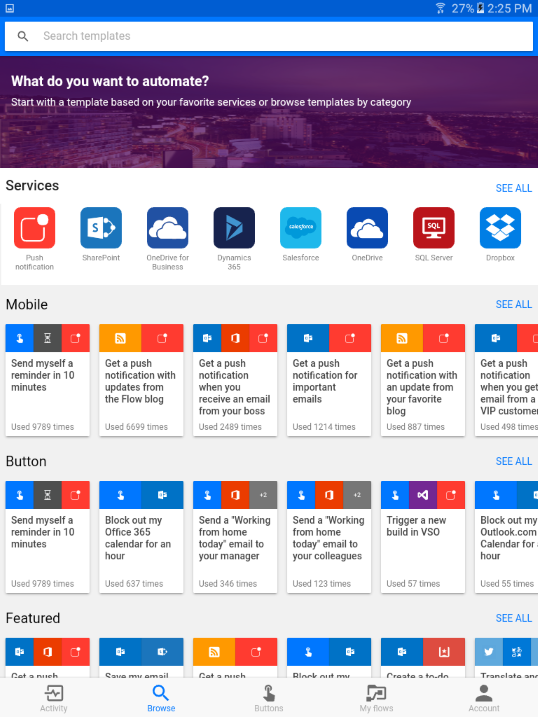 27% 2:25 PM
Search templates
What do you want to automate?
Start with a template based on your favorite services or browse templates by category
Services
SEE ALL
Push
notification
SharePoint
OneDrive for
Business
Dynamics
365
salesforce
Salesforce
OneDrive
SQL
SQL Server
Dropbox
Mobile
SEE ALL
Send myself a
reminder in 10
minutes
Used 9789 times
Get a push
notification with
updates from
the Flow blog
Used 6699 times
Get a push
notification
when you
receive an email
from your boss
Used 2489 times
Get a push
notification for
important
emails
Used 1214 times
Get a push
notification with
an update from
your favorite
blog
Used 887 times
Get a push
notification
when you get
email from a
VIP customer
Used 498 times
Button
SEE ALL
Send myself a
reminder in 10
minutes
Used 9789 times
Block out my
Office 365
calendar for an
hour
Used 637 times
+2
Send a "Working
from home
today" email to
your manager
Used 346 times
+2
Send a "Working
from home
today" email to
your colleagues
Used 123 times
Trigger a new
build in VSO
Used 57 times
Block out my
Outlook.com
Calendar for
hour
Used 55 times
Featured
SEE ALL
Get a push
Save my email
Get a push
Block out my
Create a to-do
Translate
Activity
Browse
Buttons
My flows
Account